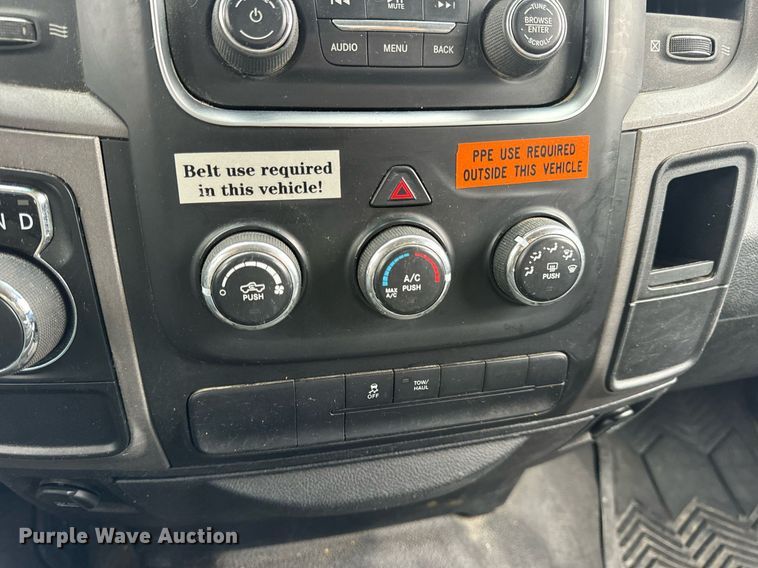 MUTE
AUDIO
MENU
BACK
TUNE
BROWSE
ENTER
SCROLL
Belt use required
in this vehicle!
PPE USE REQUIRED
OUTSIDE THIS VEHICLE
N D
PUSH
A/C
PUSH
MAX
A/C
PUSH
OFF
TOW/
HAUL
Purple Wave Auction